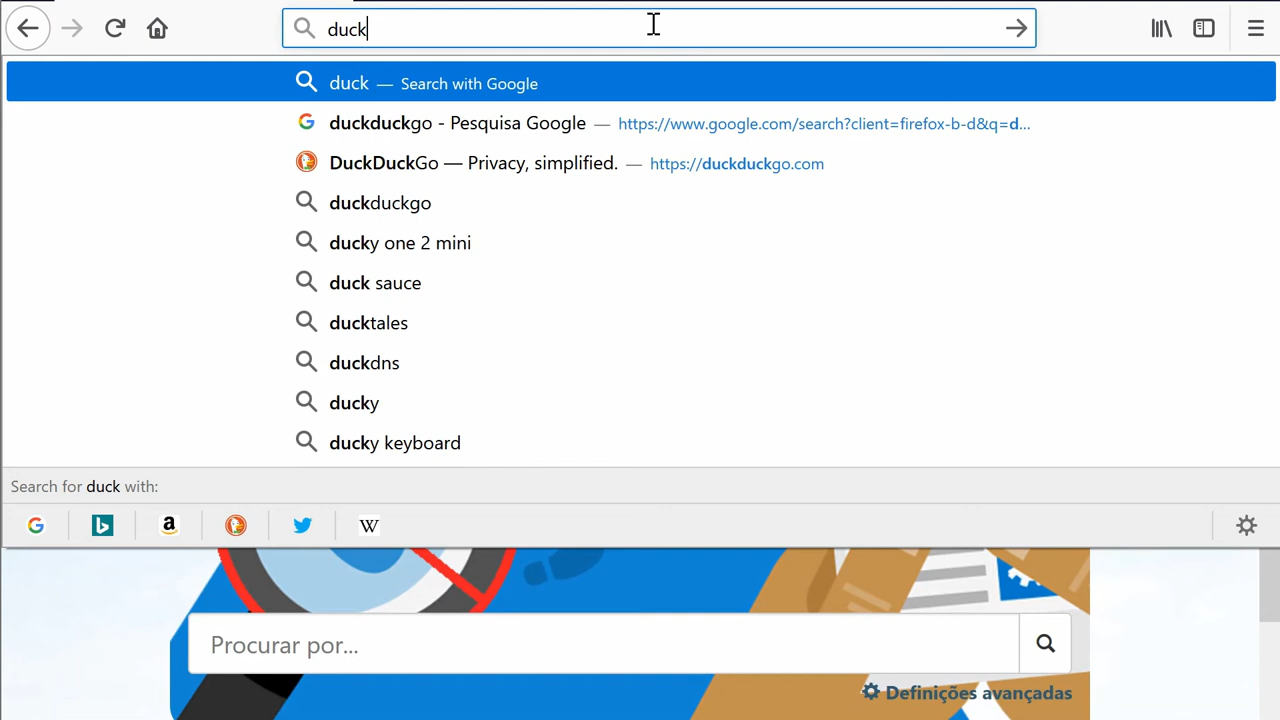 duck
duck — Search with Google
duckduckgo - Pesquisa Google — https://www.google.com/search?client=firefox-b-d&q=d...
DuckDuckGo — Privacy, simplified. — https://duckduckgo.com
duckduckgo
ducky one 2 mini
duck sauce
ducktales
duckdns
ducky
ducky keyboard
Search for duck with:
Procurar por...
Definições avançadas